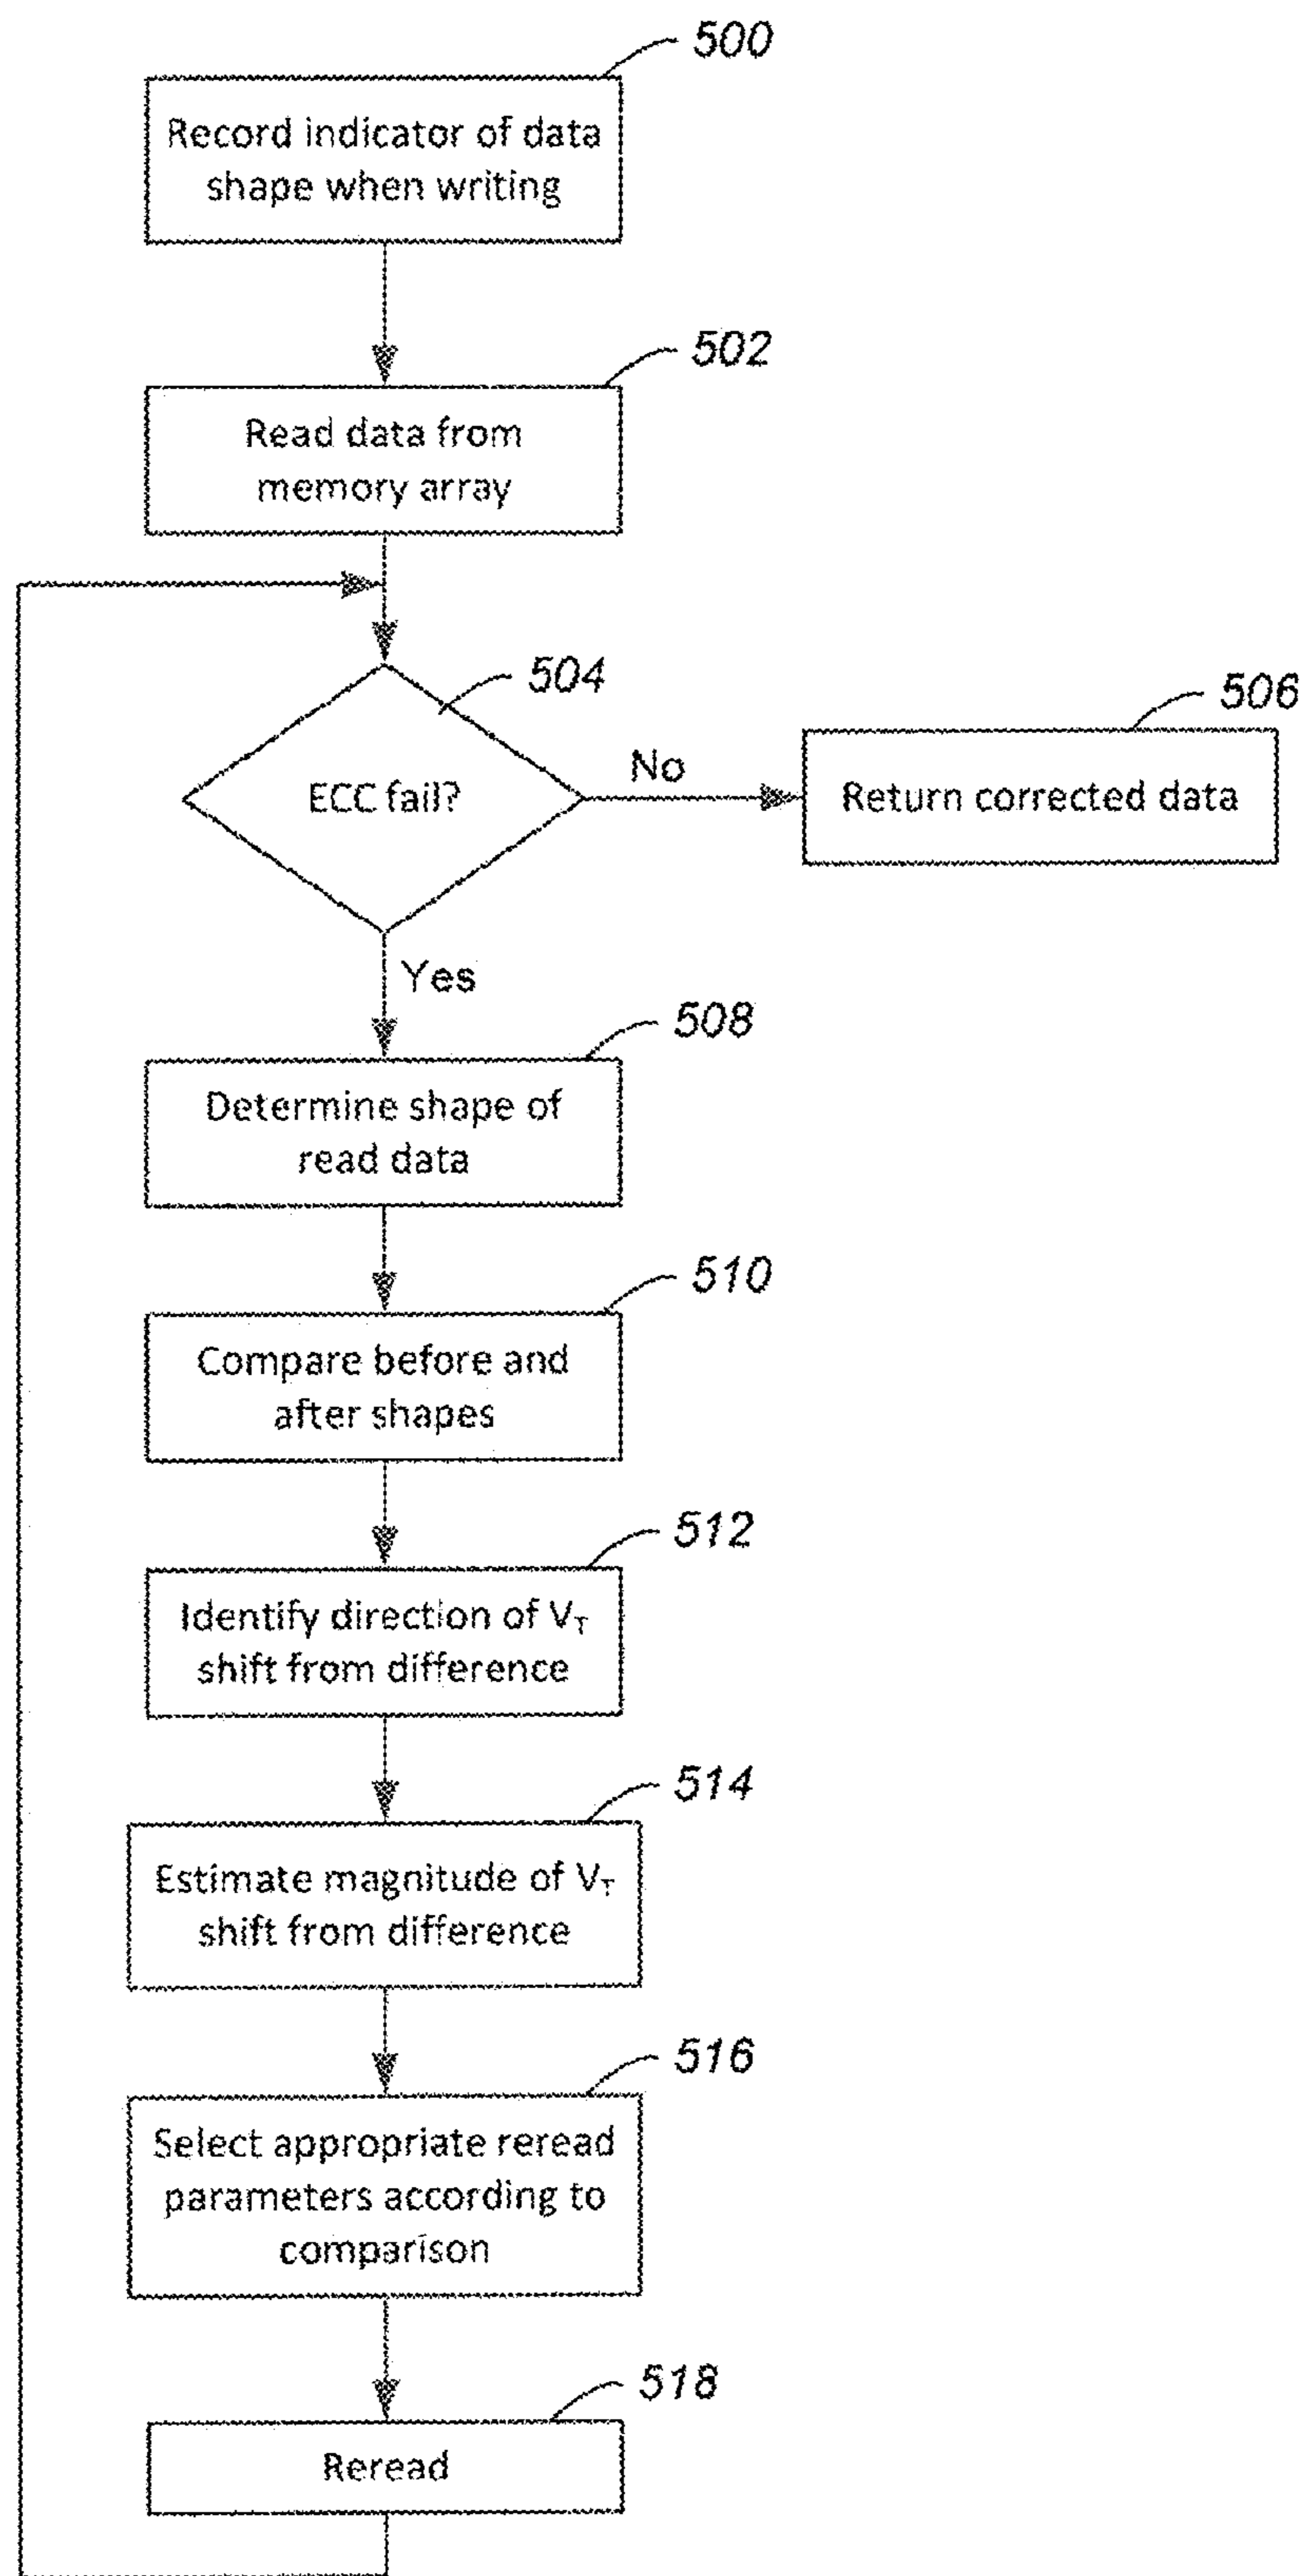 500
Record indicator of data
shape when writing
502
Read data from
memory array
504
ECC fail?
No
506
Return corrected data
Yes
508
Determine shape of
read data
510
Compare before and
after shapes
512
Identify direction of V_T
shift from difference
514
Estimate magnitude of V_T
shift from difference
516
Select appropriate reread
parameters according to
comparison
518
Reread